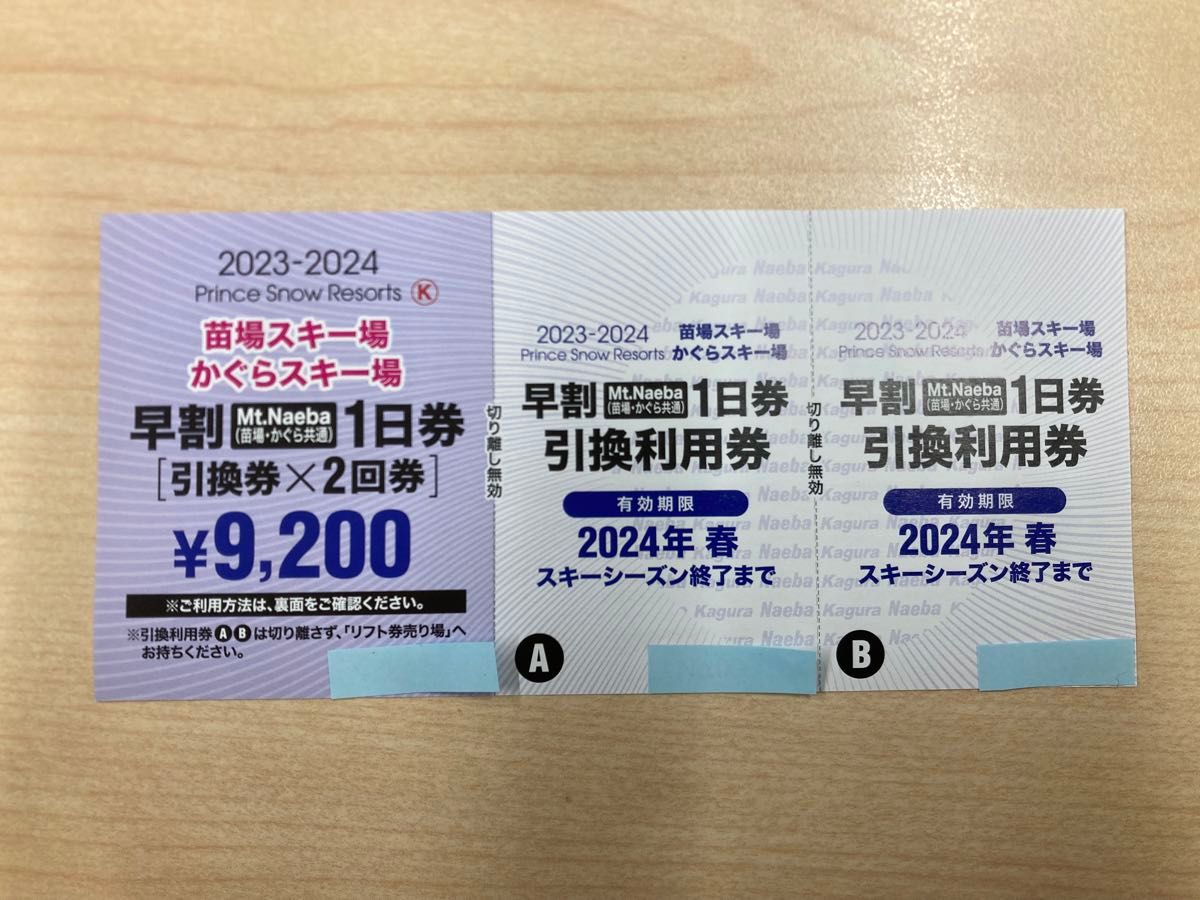 2023-2024
Prince Snow Resorts Ⓚ
苗場スキー場
かぐらスキー場
早割 Mt.Naeba (苗場・かぐら共通) 1日券
[引換券×2回券]
¥9,200
※ご利用方法は、裏面をご確認ください。
※引換利用券ⒶⒷは切り離さず、「リフト券売り場」へ
お持ちください。
切り離し無効
2023-2024 苗場スキー場
Prince Snow Resorts かぐらスキー場
早割 Mt.Naeba (苗場・かぐら共通) 1日券
引換利用券
有効期限
2024年 春
スキーシーズン終了まで
A
切り離し無効
2023-2024 苗場スキー場
Prince Snow Resorts かぐらスキー場
早割 Mt.Naeba (苗場・かぐら共通) 1日券
引換利用券
有効期限
2024年 春
スキーシーズン終了まで
B